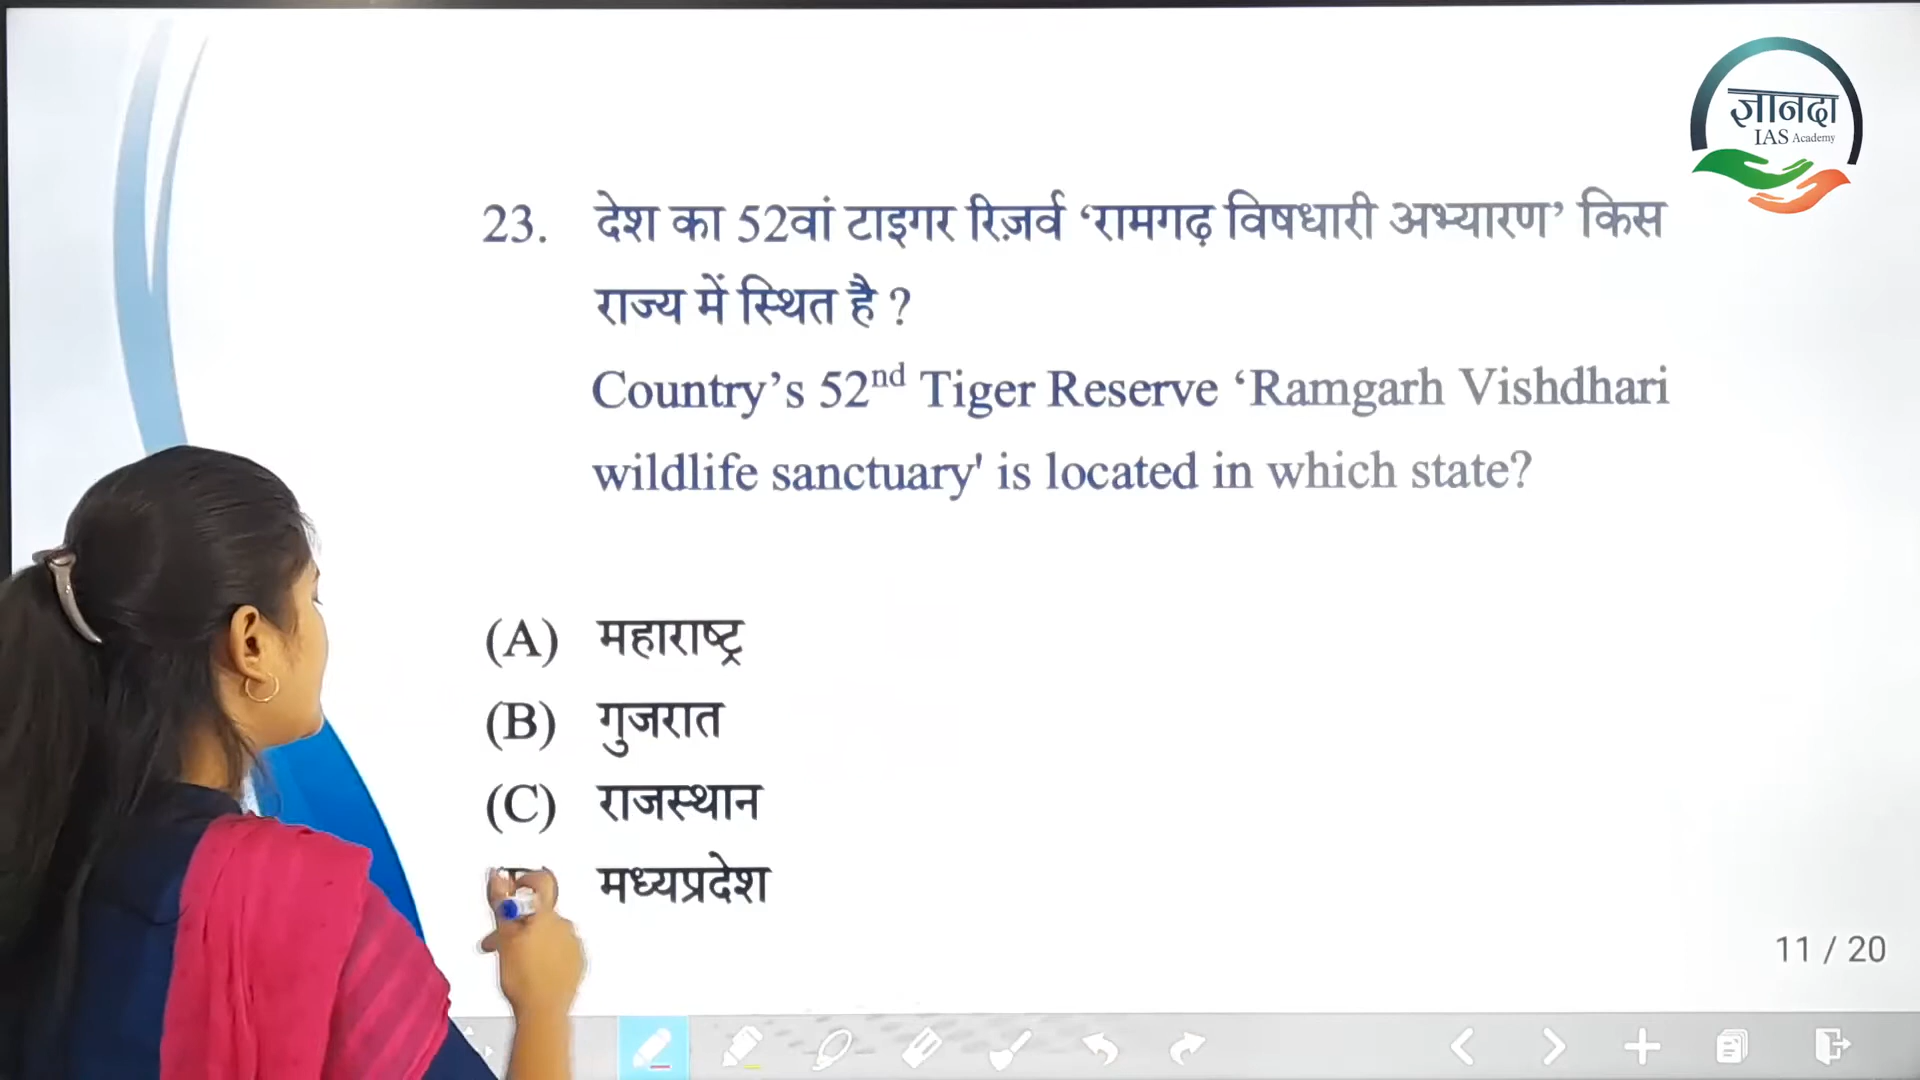 ज्ञानदा
IAS Academy
23. देश का 52वां टाइगर रिज़र्व ‘रामगढ़ विषधारी अभ्यारण’ किस
राज्य में स्थित है ?
Country’s 52nd Tiger Reserve ‘Ramgarh Vishdhari
wildlife sanctuary' is located in which state?
(A) महाराष्ट्र
(B) गुजरात
(C) राजस्थान
मध्यप्रदेश
11 / 20